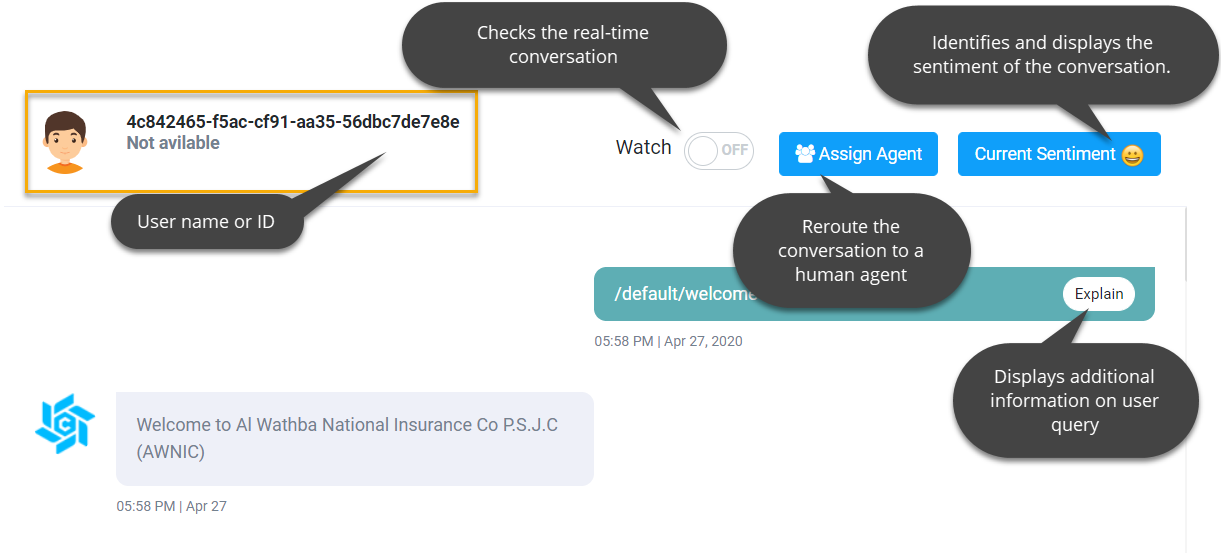 Checks the real-time
conversation
Identifies and displays the
sentiment of the conversation.
4c842465-f5ac-cf91-aa35-56dbc7de7e8e
Not avilable
Watch
OFF
Assign Agent
Current Sentiment
User name or ID
Reroute the
conversation to a
human agent
/default/welcome
Explain
05:58 PM | Apr 27, 2020
Displays additional
information on user
query
C
Welcome to Al Wathba National Insurance Co P.S.J.C
(AWNIC)
05:58 PM | Apr 27